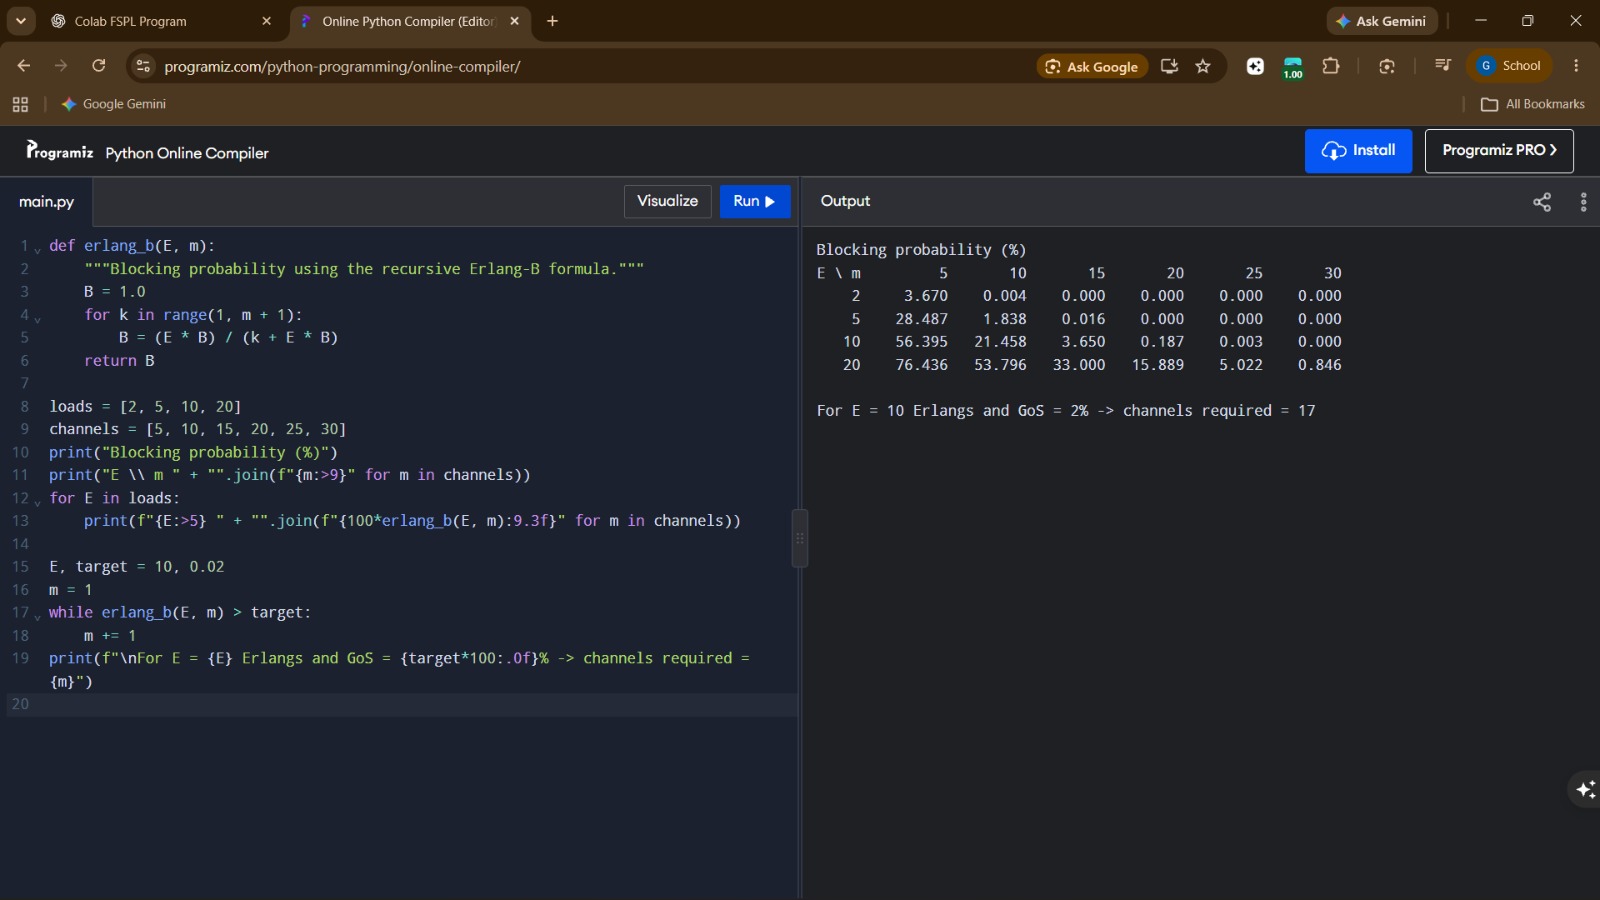 Colab FSPL Program
Online Python Compiler (Editor
Ask Gemini
programiz.com/python-programming/online-compiler/
Ask Google
1.00
G School
Google Gemini
All Bookmarks
Programiz Python Online Compiler
Install
Programiz PRO >
main.py
Visualize
Run
Output
1 def erlang_b(E, m):
2     """Blocking probability using the recursive Erlang-B formula."""
3     B = 1.0
4     for k in range(1, m + 1):
5         B = (E * B) / (k + E * B)
6     return B
7
8 loads = [2, 5, 10, 20]
9 channels = [5, 10, 15, 20, 25, 30]
10 print("Blocking probability (%)")
11 print("E \\ m " + "".join(f"{m:>9}" for m in channels))
12 for E in loads:
13     print(f"{E:>5} " + "".join(f"{100*erlang_b(E, m):9.3f}" for m in channels))
14
15 E, target = 10, 0.02
16 m = 1
17 while erlang_b(E, m) > target:
18     m += 1
19 print(f"\nFor E = {E} Erlangs and GoS = {target*100:.0f}% -> channels required =
{m}")
20
Blocking probability (%)
E \ m         5       10       15       20       25       30
    2     3.670    0.004    0.000    0.000    0.000    0.000
    5    28.487    1.838    0.016    0.000    0.000    0.000
   10    56.395   21.458    3.650    0.187    0.003    0.000
   20    76.436   53.796   33.000   15.889    5.022    0.846
For E = 10 Erlangs and GoS = 2% -> channels required = 17